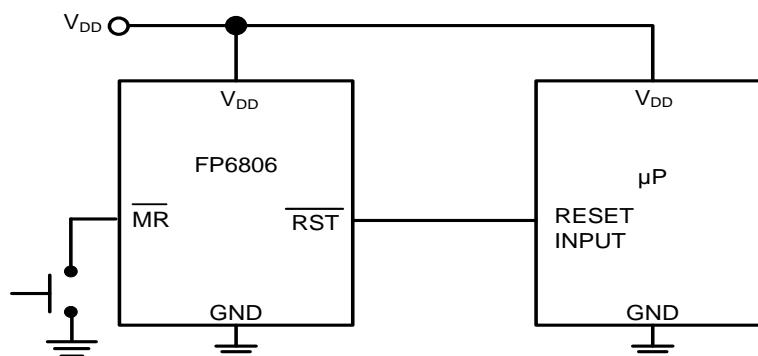 VDD
VDD
VDD
FP6806
µP
MR
RST
RESET
INPUT
GND
GND